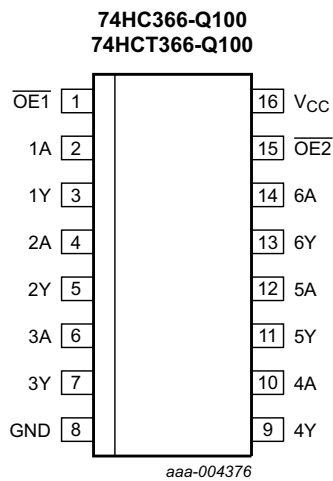 74HC366-Q100
74HCT366-Q100
OE1 1 16 VCC
1A 2 15 OE2
1Y 3 14 6A
2A 4 13 6Y
2Y 5 12 5A
3A 6 11 5Y
3Y 7 10 4A
GND 8 9 4Y
aaa-004376